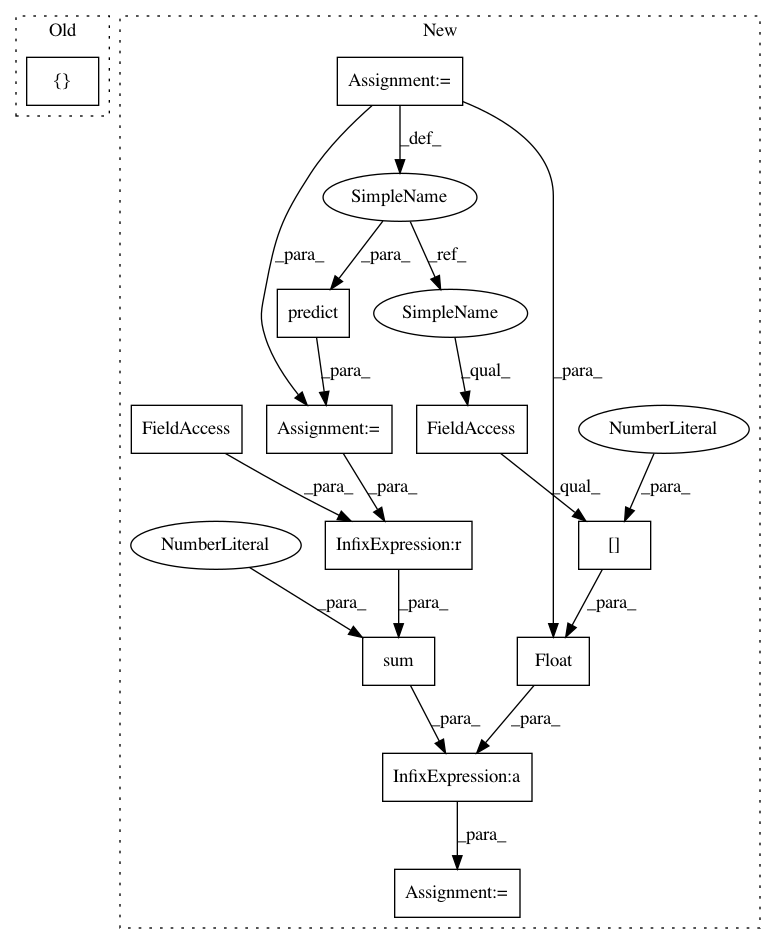 Old
New
{}
Assignment:=
_def_
SimpleName
_para_
_para_
_ref_
predict
SimpleName
_para_
_qual_
_para_
FieldAccess
Assignment:=
FieldAccess
NumberLiteral
_para_
_para_
_qual_
_para_
NumberLiteral
InfixExpression:r
[]
_para_
_para_
_para_
sum
Float
_para_
_para_
InfixExpression:a
_para_
Assignment:=